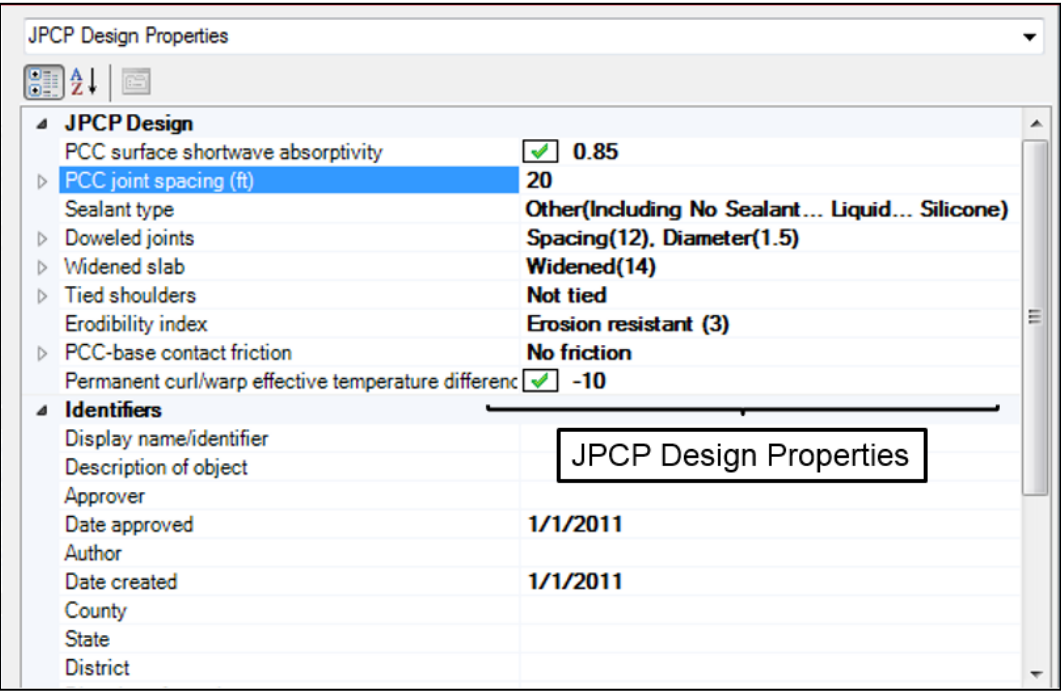 JPCP Design Properties
A
Z
JPCP Design
PCC surface shortwave absorptivity 0.85
PCC joint spacing (ft) 20
Sealant type Other(Including No Sealant... Liquid... Silicone)
Doweled joints Spacing(12), Diameter(1.5)
Widened slab Widened(14)
Tied shoulders Not tied
Erodibility index Erosion resistant (3)
PCC-base contact friction No friction
Permanent curl/warp effective temperature differenc -10
Identifiers
Display name/identifier
JPCP Design Properties
Description of object
Approver
Date approved 1/1/2011
Author
Date created 1/1/2011
County
State
District